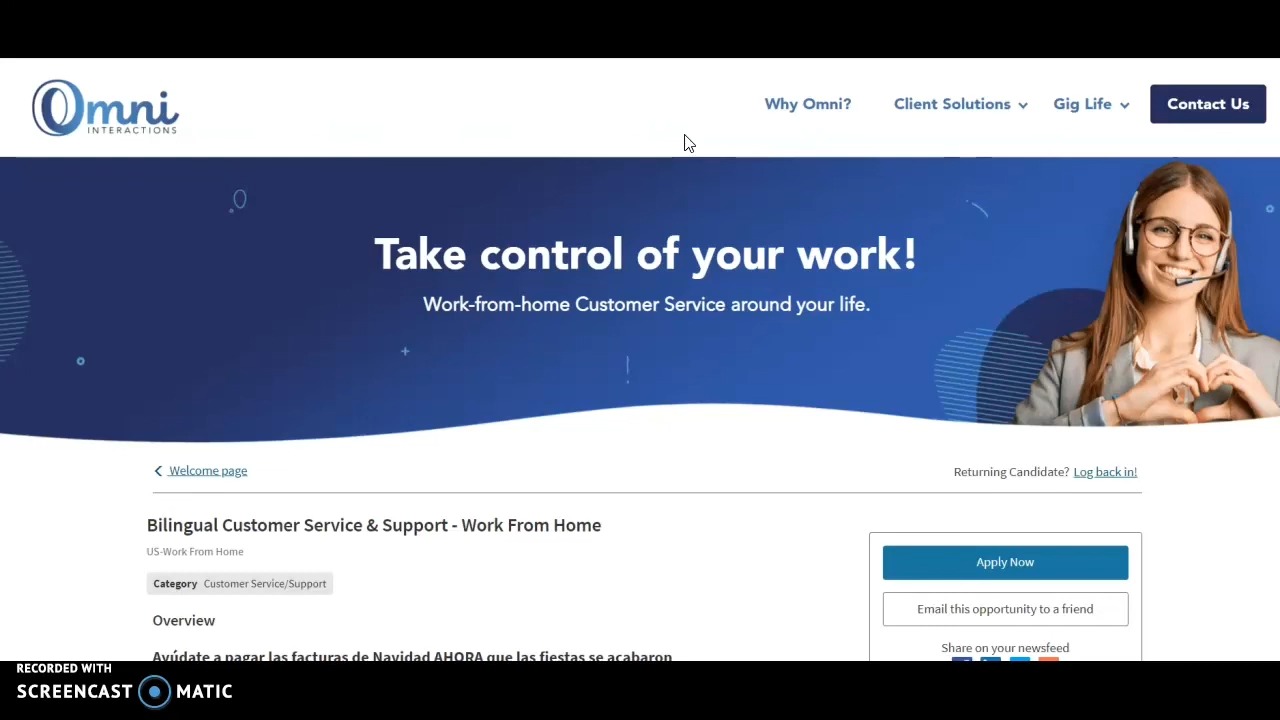 Omni
INTERACTIONS
Why Omni?
Client Solutions
Gig Life
Contact Us
Take control of your work!
Work-from-home Customer Service around your life.
Welcome page
Returning Candidate? Log back in!
Bilingual Customer Service & Support - Work From Home
US-Work From Home
Category Customer Service/Support
Apply Now
Email this opportunity to a friend
Overview
Share on your newsfeed
Ayúdate a pagar las facturas de Navidad AHORA que las fiestas se acabaron
RECORDED WITH
SCREENCAST MATIC